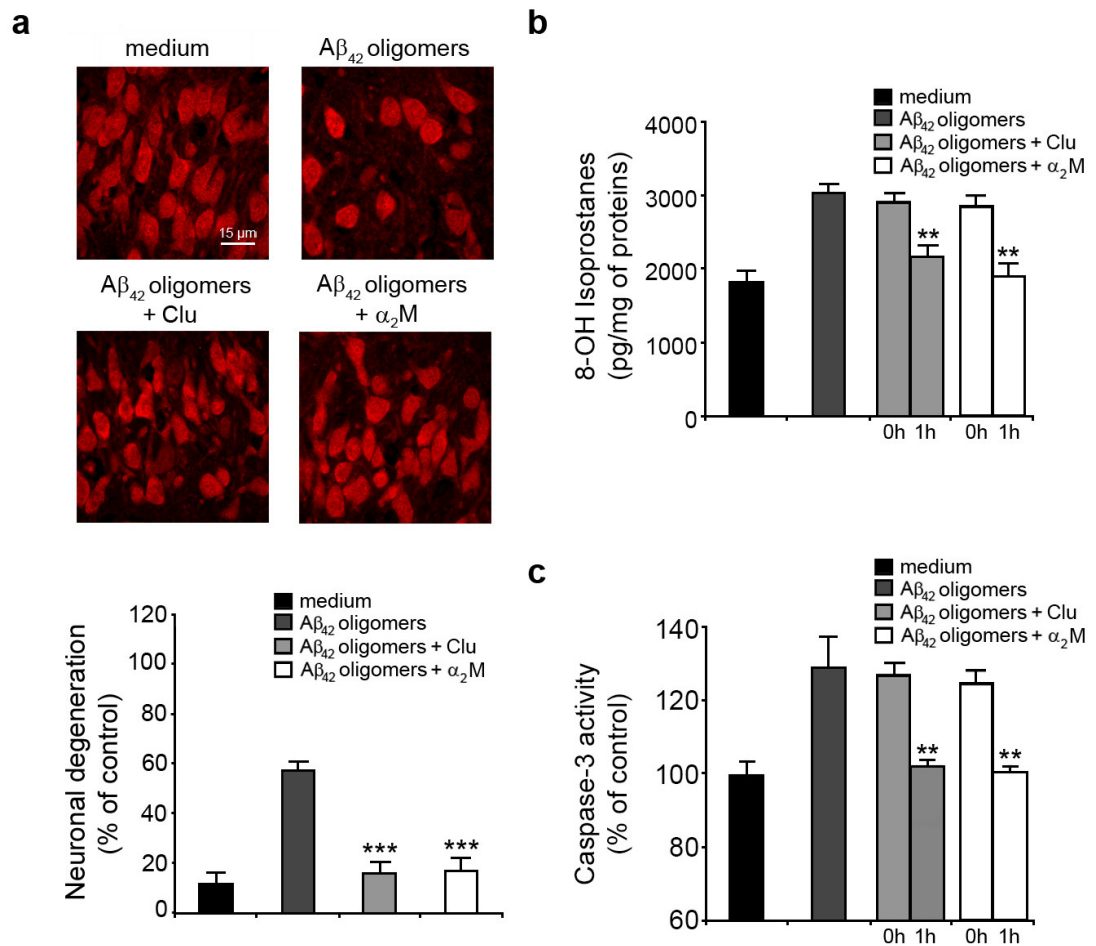 a
medium
Aβ42 oligomers
15 µm
Aβ42 oligomers
+ Clu
Aβ42 oligomers
+ α2M
medium
Aβ42 oligomers
Aβ42 oligomers + Clu
Aβ42 oligomers + α2M
Neuronal degeneration
(% of control)
120
100
80
60
40
20
0
***
***
b
medium
Aβ42 oligomers
Aβ42 oligomers + Clu
Aβ42 oligomers + α2M
8-OH Isoprostanes
(pg/mg of proteins)
4000
3000
2000
1000
0
**
**
0h 1h 0h 1h
c
medium
Aβ42 oligomers
Aβ42 oligomers + Clu
Aβ42 oligomers + α2M
Caspase-3 activity
(% of control)
140
120
100
80
60
**
**
0h 1h 0h 1h